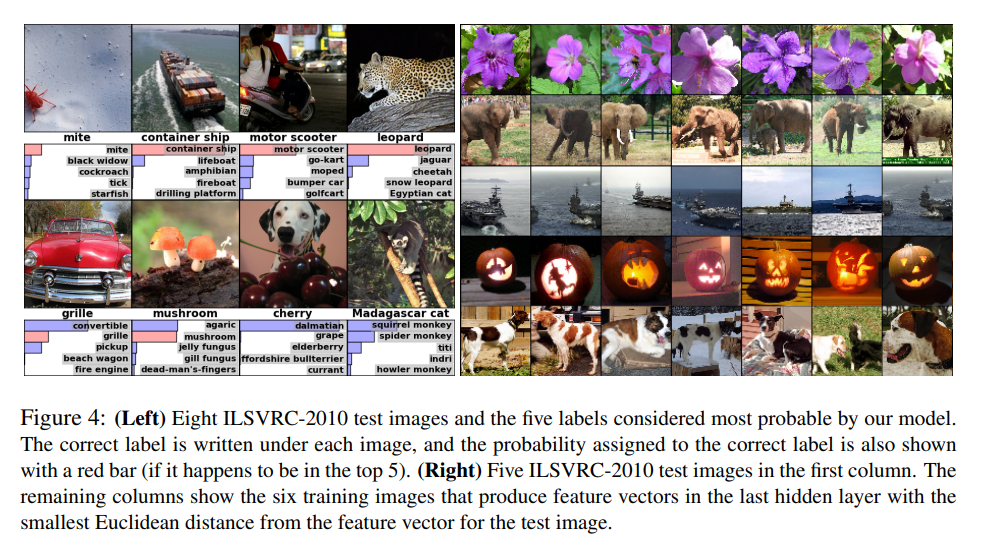 mite
container ship
motor scooter
leopard
mite
black widow
cockroach
tick
starfish
container ship
lifeboat
amphibian
fireboat
drilling platform
motor scooter
go-kart
moped
bumper car
golfcart
leopard
jaguar
cheetah
snow leopard
Egyptian cat
grille
mushroom
cherry
Madagascar cat
convertible
grille
pickup
beach wagon
fire engine
agaric
mushroom
jelly fungus
gill fungus
dead-man's-fingers
dalmatian
grape
elderberry
ffordshire bullterrier
currant
squirrel monkey
spider monkey
titi
indri
howler monkey
Figure 4: (Left) Eight ILSVRC-2010 test images and the five labels considered most probable by our model.
The correct label is written under each image, and the probability assigned to the correct label is also shown
with a red bar (if it happens to be in the top 5). (Right) Five ILSVRC-2010 test images in the first column. The
remaining columns show the six training images that produce feature vectors in the last hidden layer with the
smallest Euclidean distance from the feature vector for the test image.